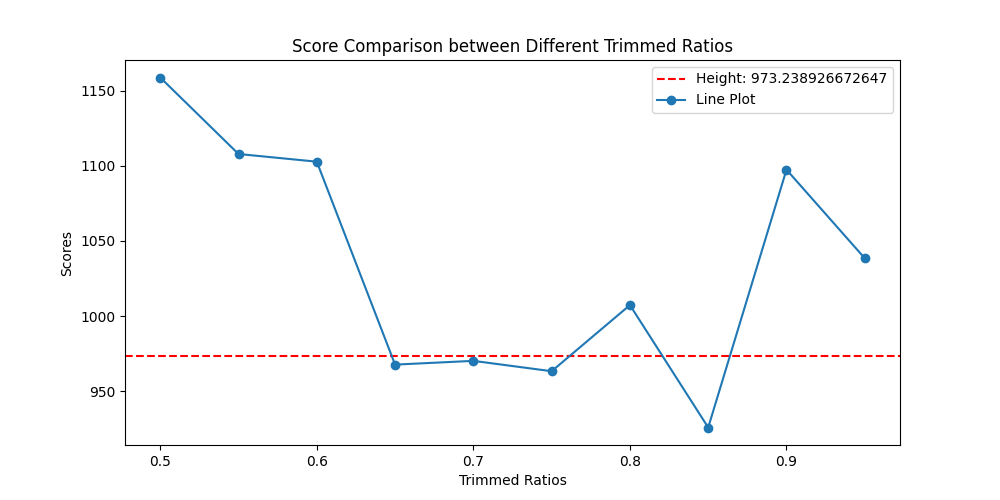 Score Comparison between Different Trimmed Ratios
Height: 973.238926672647
Line Plot
Scores
1150
1100
1050
1000
950
0.5 0.6 0.7 0.8 0.9
Trimmed Ratios